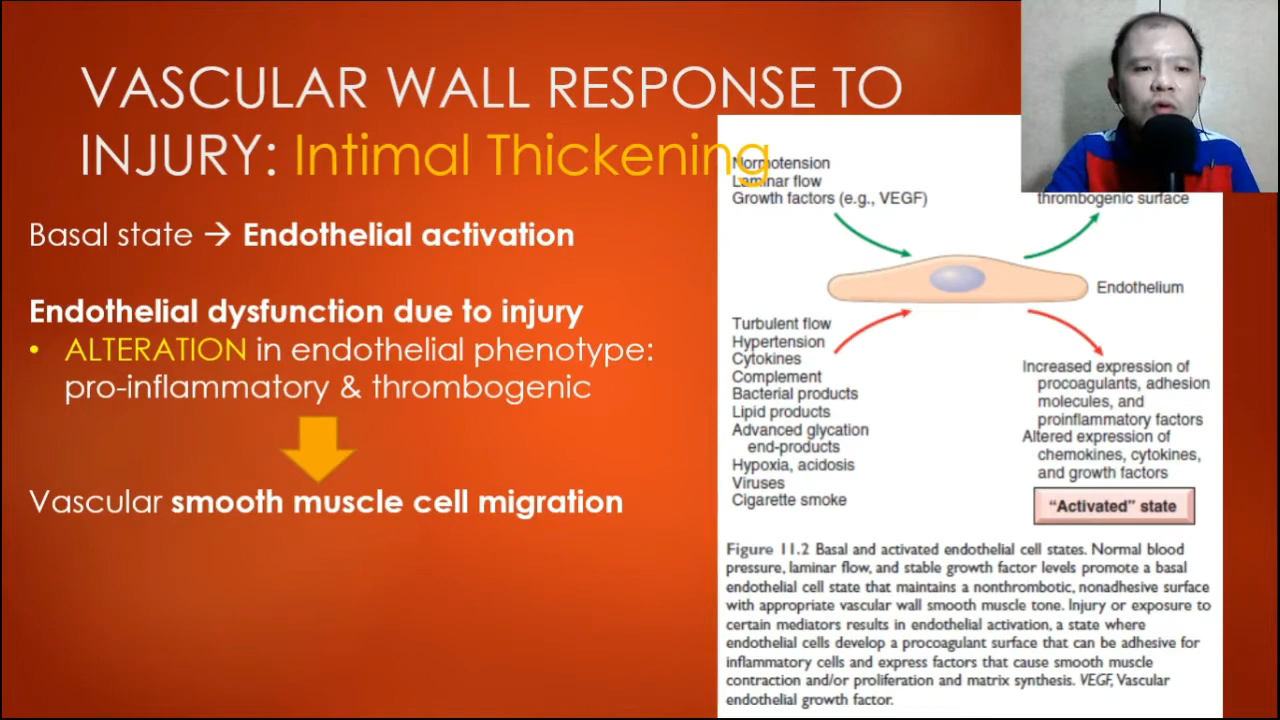 VASCULAR WALL RESPONSE TO
INJURY: Intimal Thickening
Basal state → Endothelial activation
Endothelial dysfunction due to injury
• ALTERATION in endothelial phenotype:
pro-inflammatory & thrombogenic
Vascular smooth muscle cell migration
Normotension
Laminar flow
Growth factors (e.g., VEGF)
thrombogenic surface
Endothelium
Turbulent flow
Hypertension
Cytokines
Complement
Bacterial products
Lipid products
Advanced glycation
end-products
Hypoxia, acidosis
Viruses
Cigarette smoke
Increased expression of
procoagulants, adhesion
molecules, and
proinflammatory factors
Altered expression of
chemokines, cytokines,
and growth factors
“Activated” state
Figure 11.2 Basal and activated endothelial cell states. Normal blood
pressure, laminar flow, and stable growth factor levels promote a basal
endothelial cell state that maintains a nonthrombotic, nonadhesive surface
with appropriate vascular wall smooth muscle tone. Injury or exposure to
certain mediators results in endothelial activation, a state where
endothelial cells develop a procoagulant surface that can be adhesive for
inflammatory cells and express factors that cause smooth muscle
contraction and/or proliferation and matrix synthesis. VEGF, Vascular
endothelial growth factor.